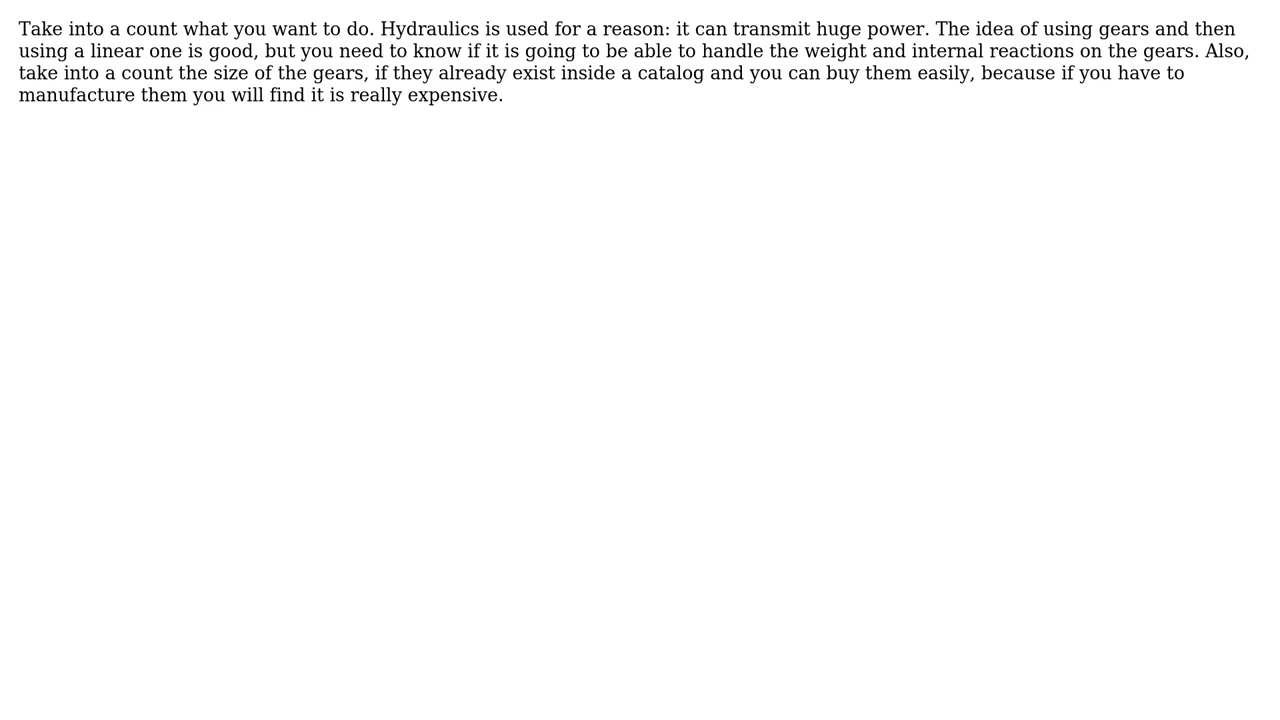 Take into a count what you want to do. Hydraulics is used for a reason: it can transmit huge power. The idea of using gears and then
using a linear one is good, but you need to know if it is going to be able to handle the weight and internal reactions on the gears. Also,
take into a count the size of the gears, if they already exist inside a catalog and you can buy them easily, because if you have to
manufacture them you will find it is really expensive.